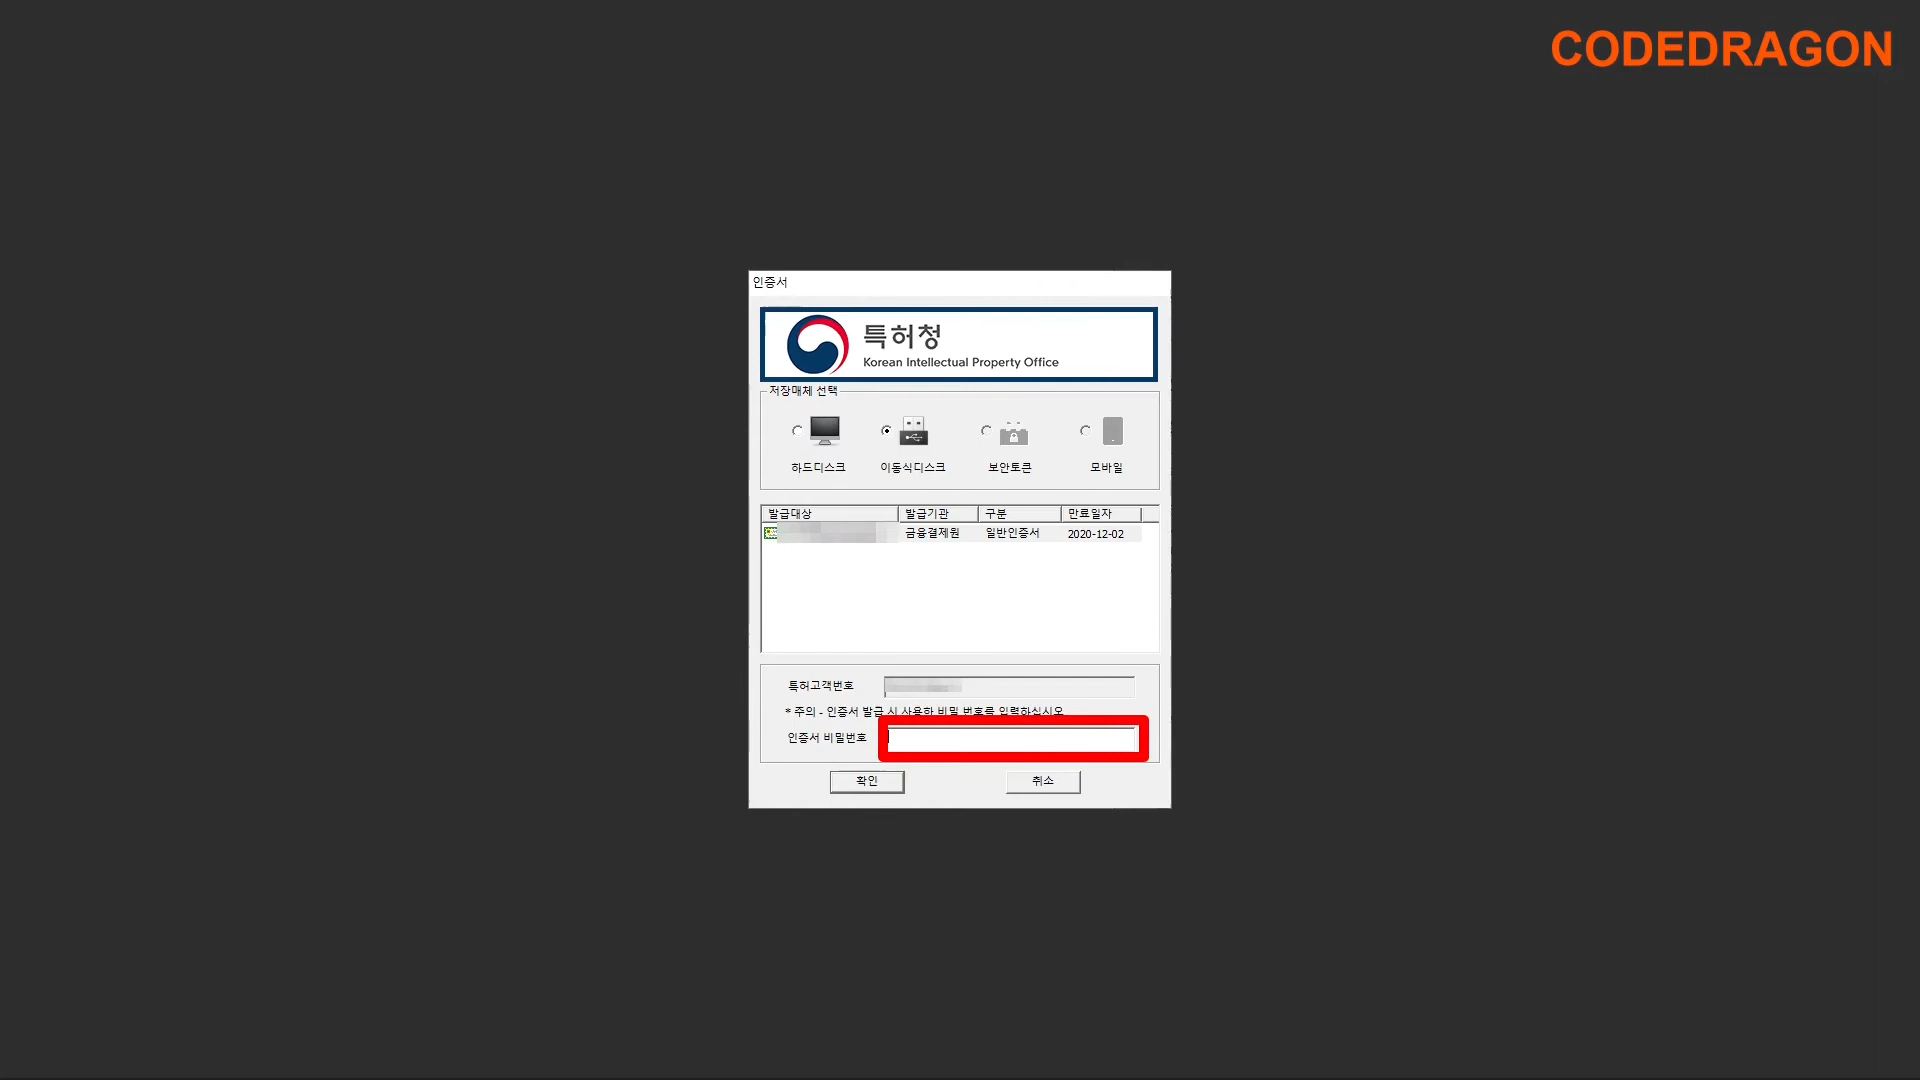 CODEDRAGON
인증서
특허청
Korean Intellectual Property Office
저장매체 선택
하드디스크 이동식디스크 보안토큰 모바일
발급대상 발급기관 구분 만료일자
금융결제원 일반인증서 2020-12-02
특허고객번호
* 주의 - 인증서 발급 시 사용한 비밀 번호를 입력하십시오
인증서 비밀번호
확인 취소